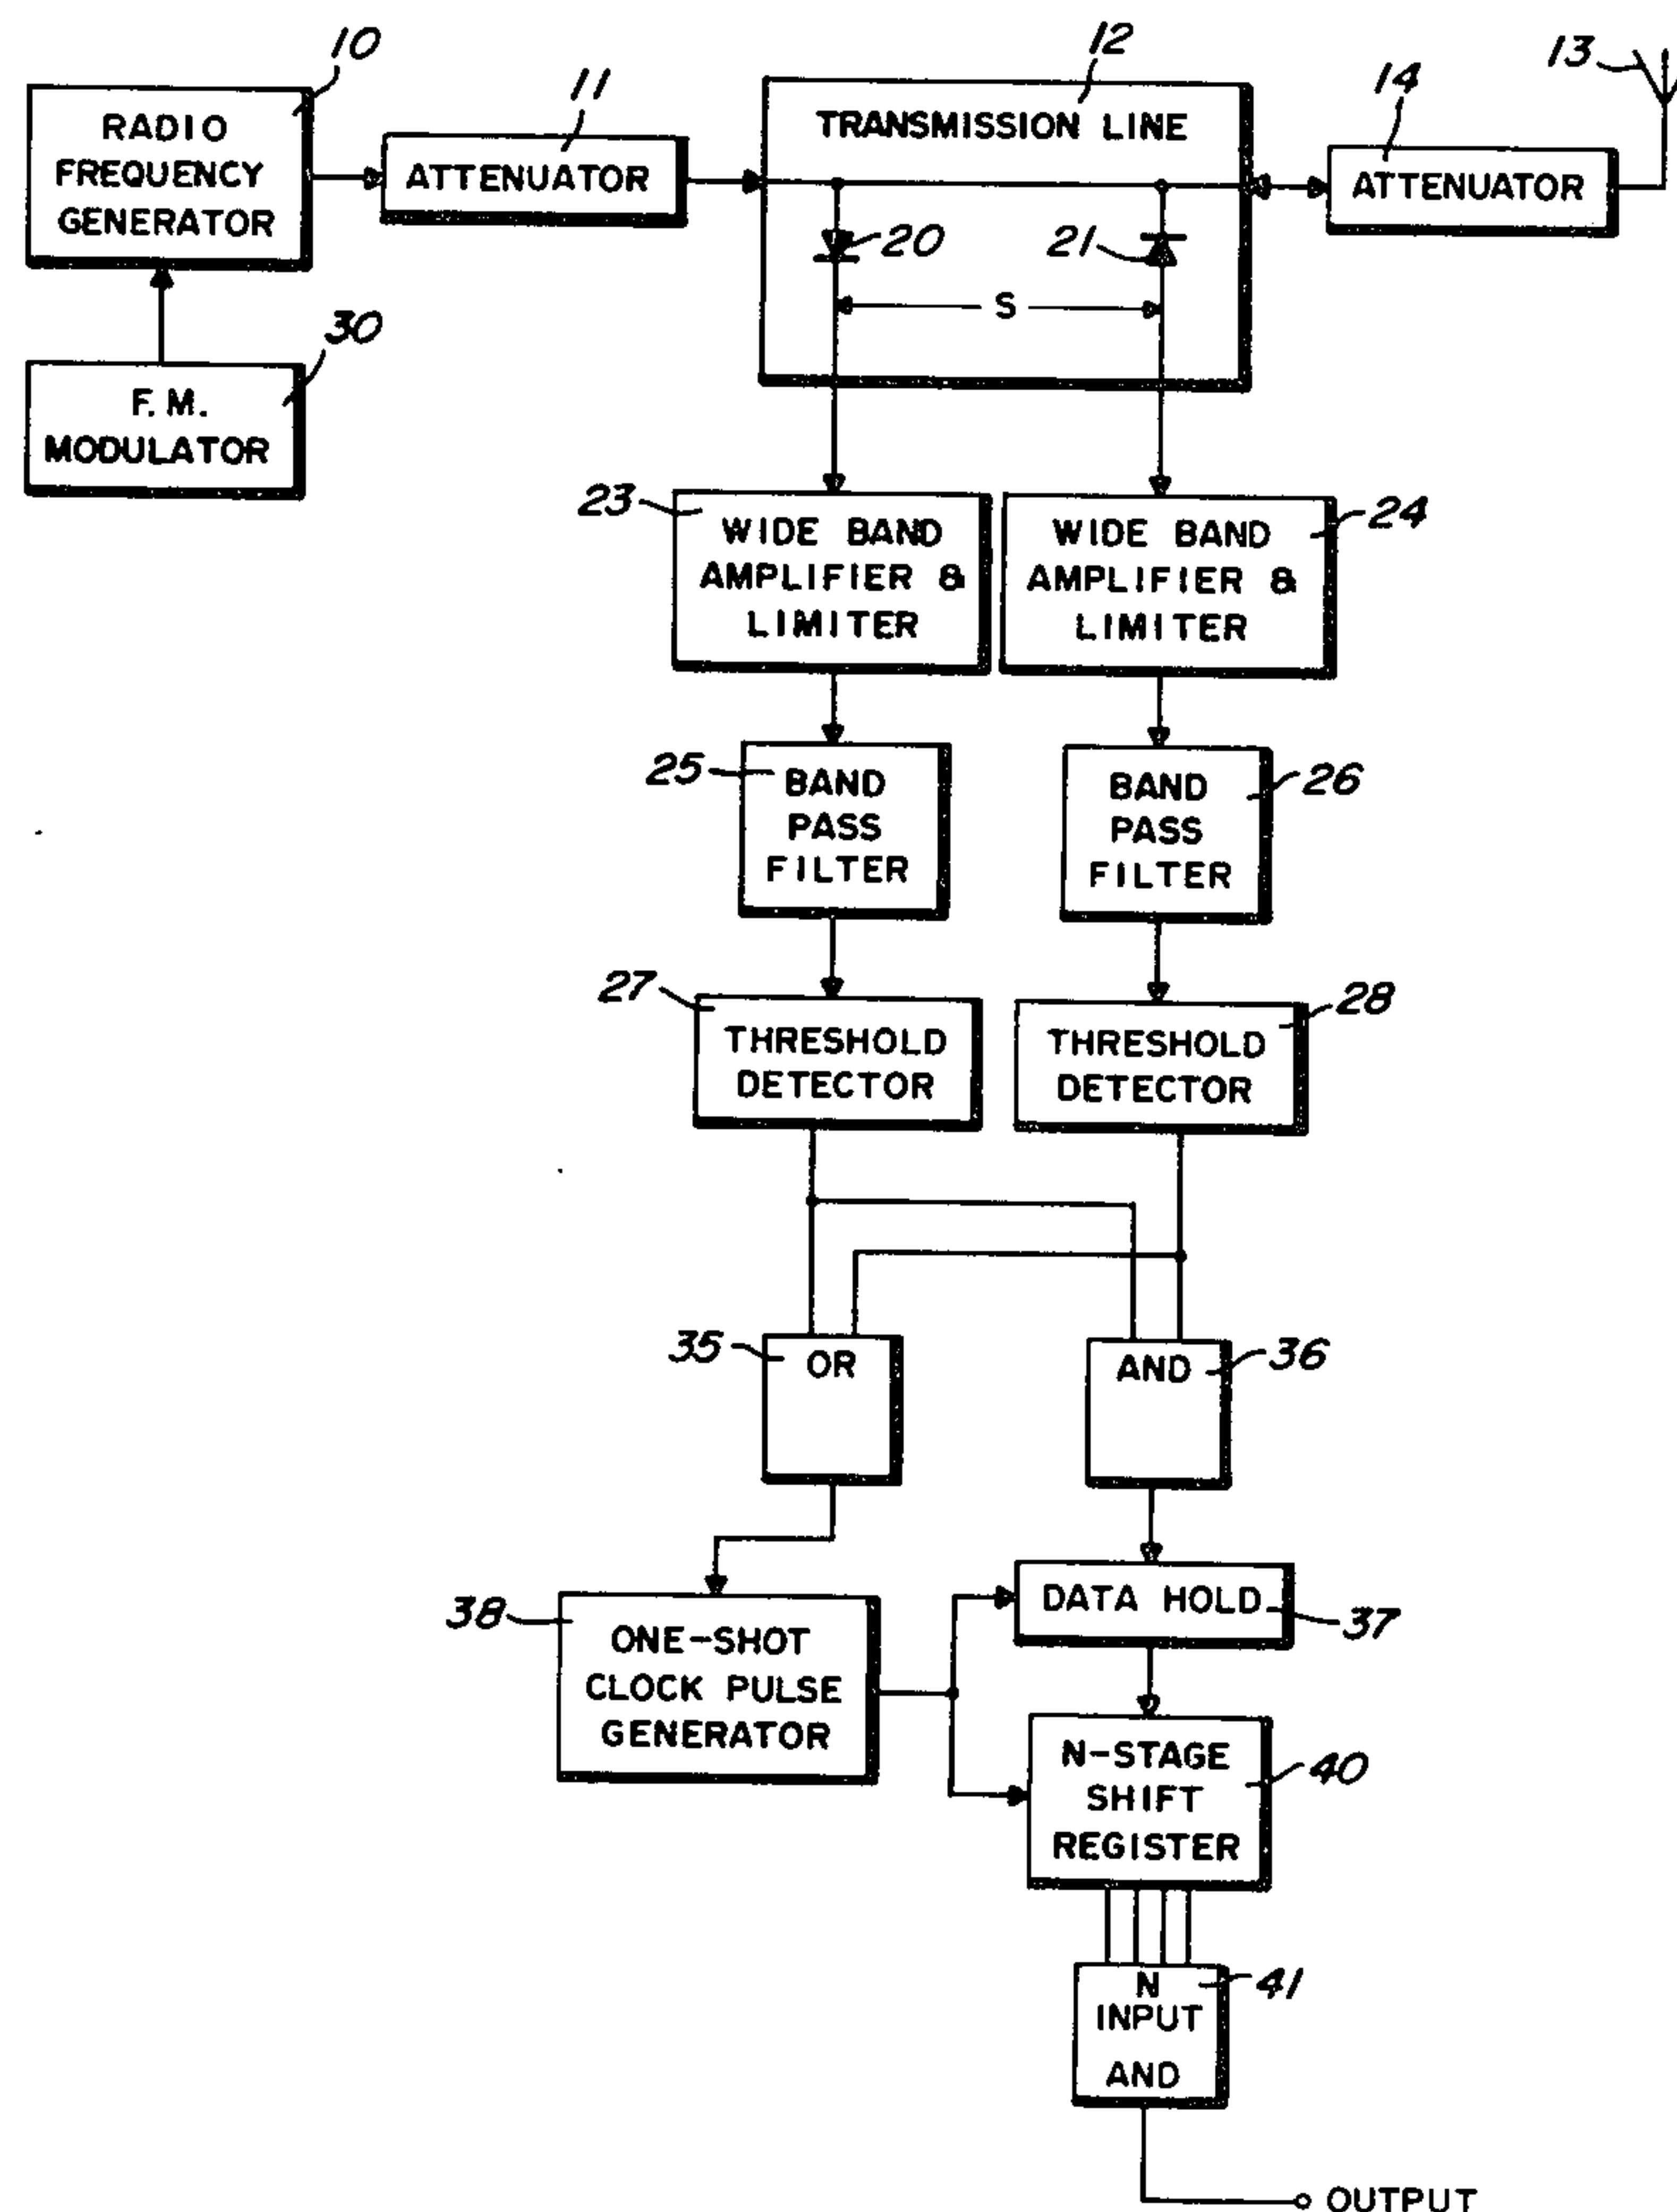 10
RADIO
FREQUENCY
GENERATOR
11
ATTENUATOR
12
TRANSMISSION LINE
20
21
S
13
14
ATTENUATOR
30
F. M.
MODULATOR
23
WIDE BAND
AMPLIFIER &
LIMITER
24
WIDE BAND
AMPLIFIER &
LIMITER
25
BAND
PASS
FILTER
26
BAND
PASS
FILTER
27
THRESHOLD
DETECTOR
28
THRESHOLD
DETECTOR
35
OR
36
AND
38
ONE-SHOT
CLOCK PULSE
GENERATOR
DATA HOLD
37
N-STAGE
SHIFT
REGISTER
40
N
INPUT
AND
41
OUTPUT